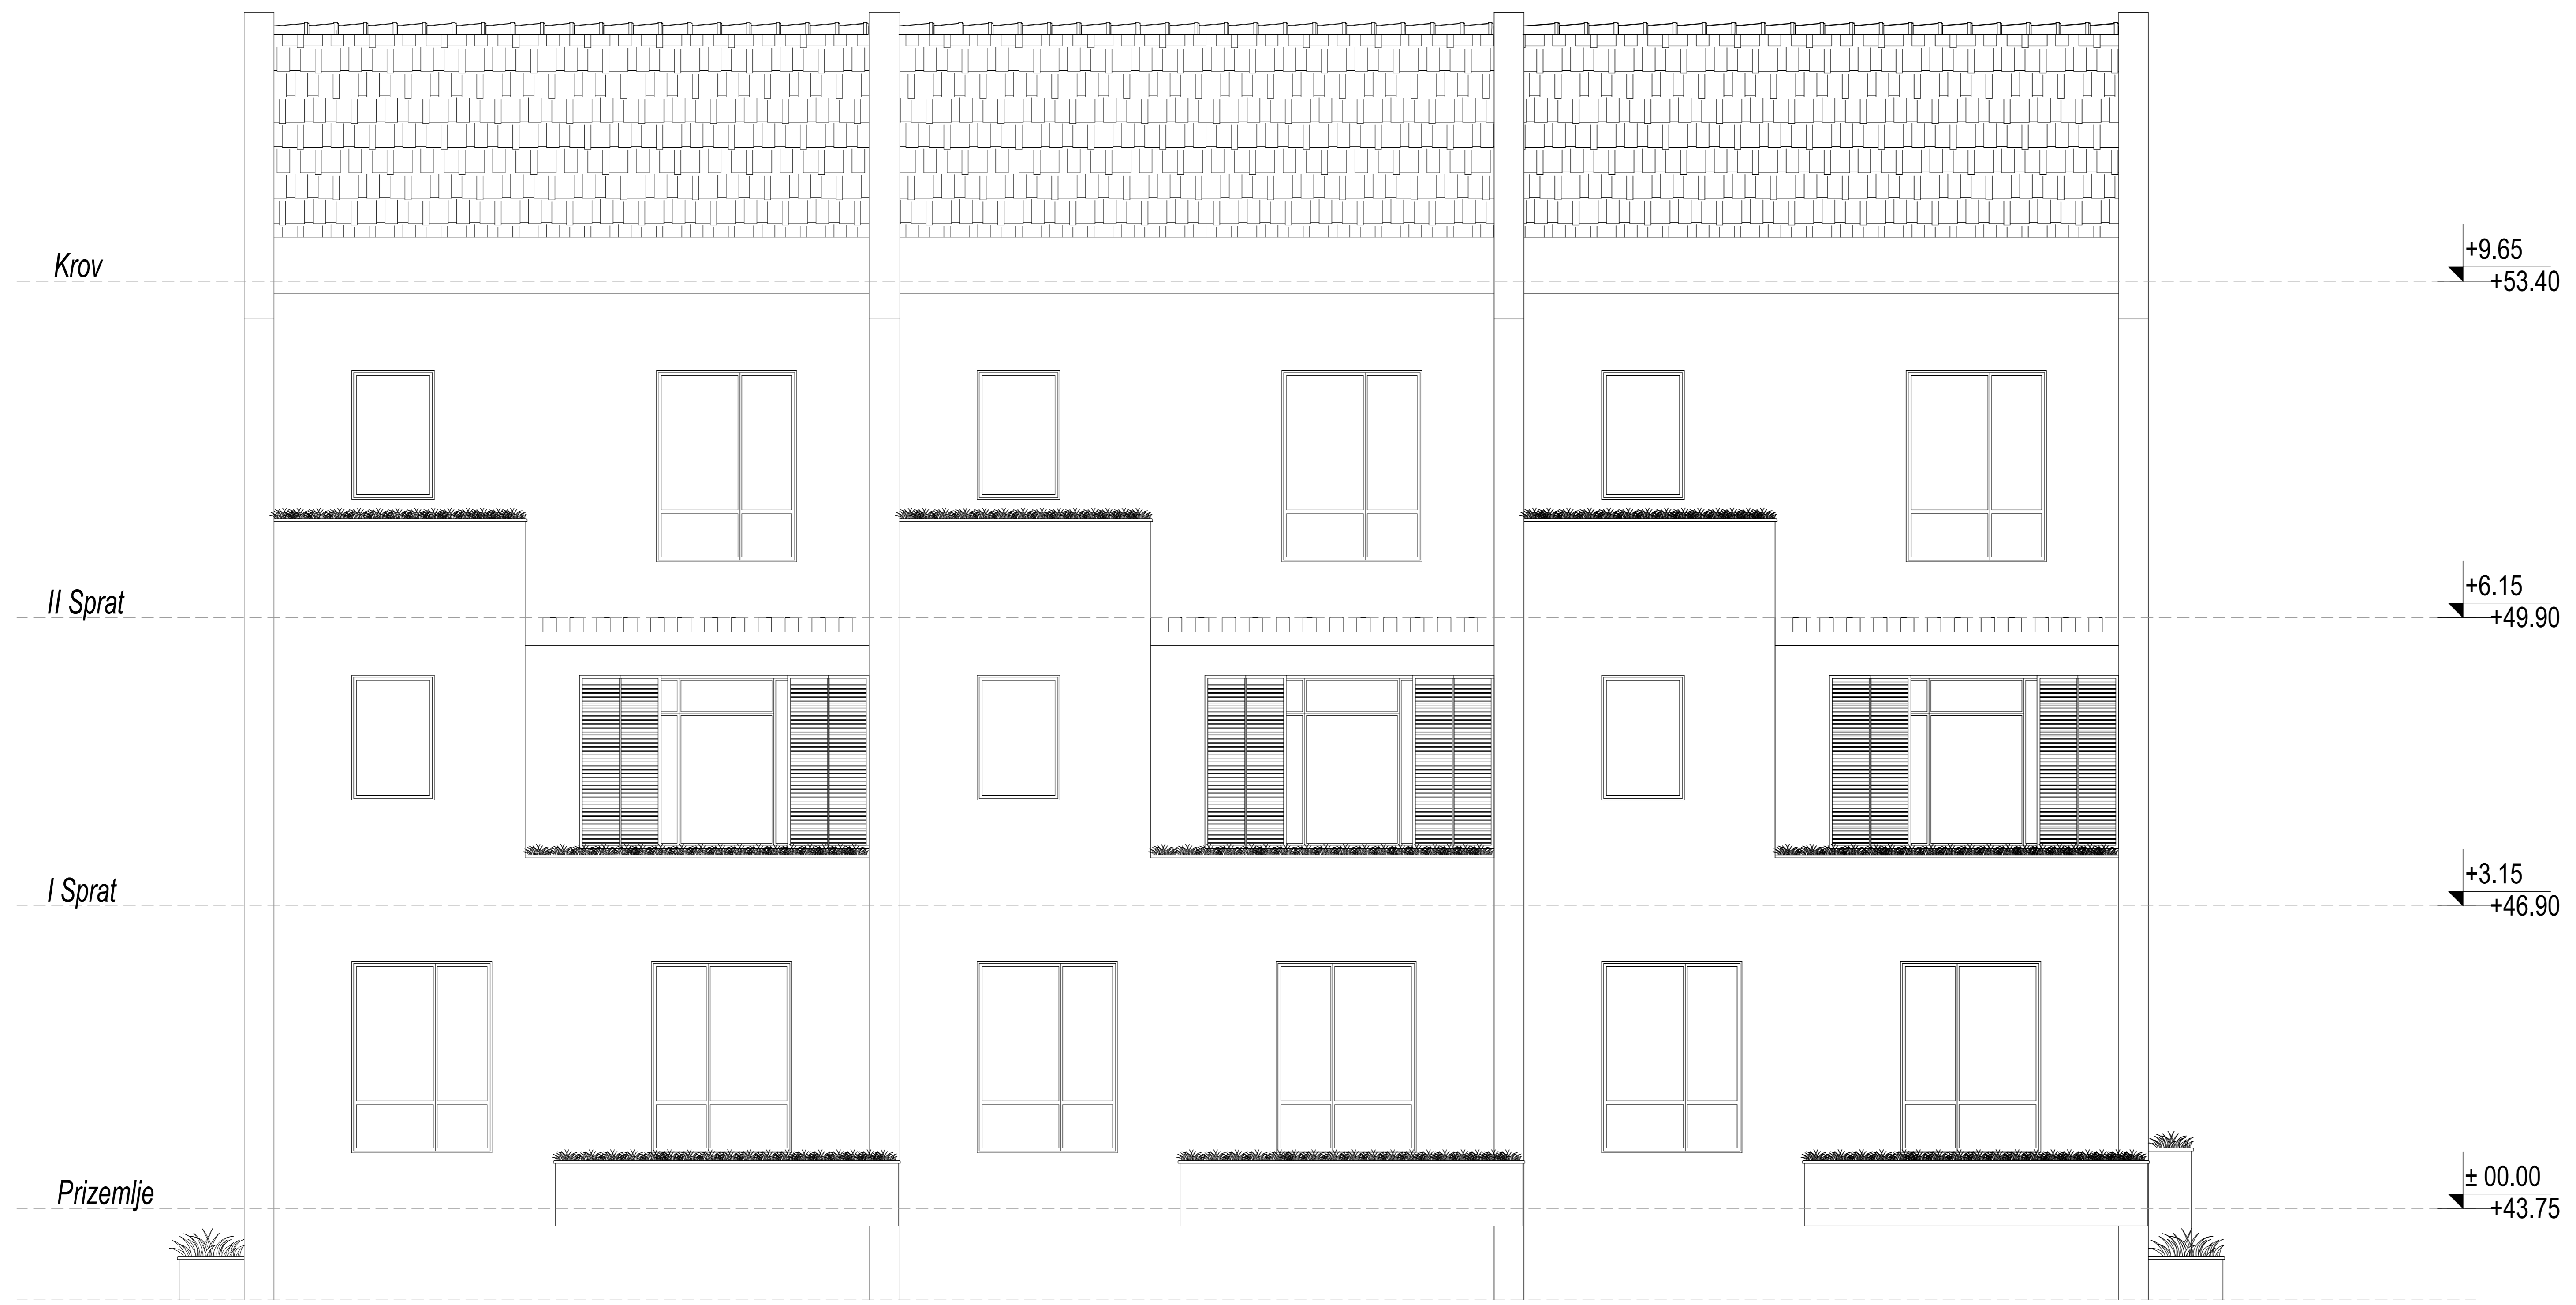 Krov
+9.65
+53.40
II Sprat
+6.15
+49.90
I Sprat
+3.15
+46.90
Prizemlje
± 00.00
+43.75